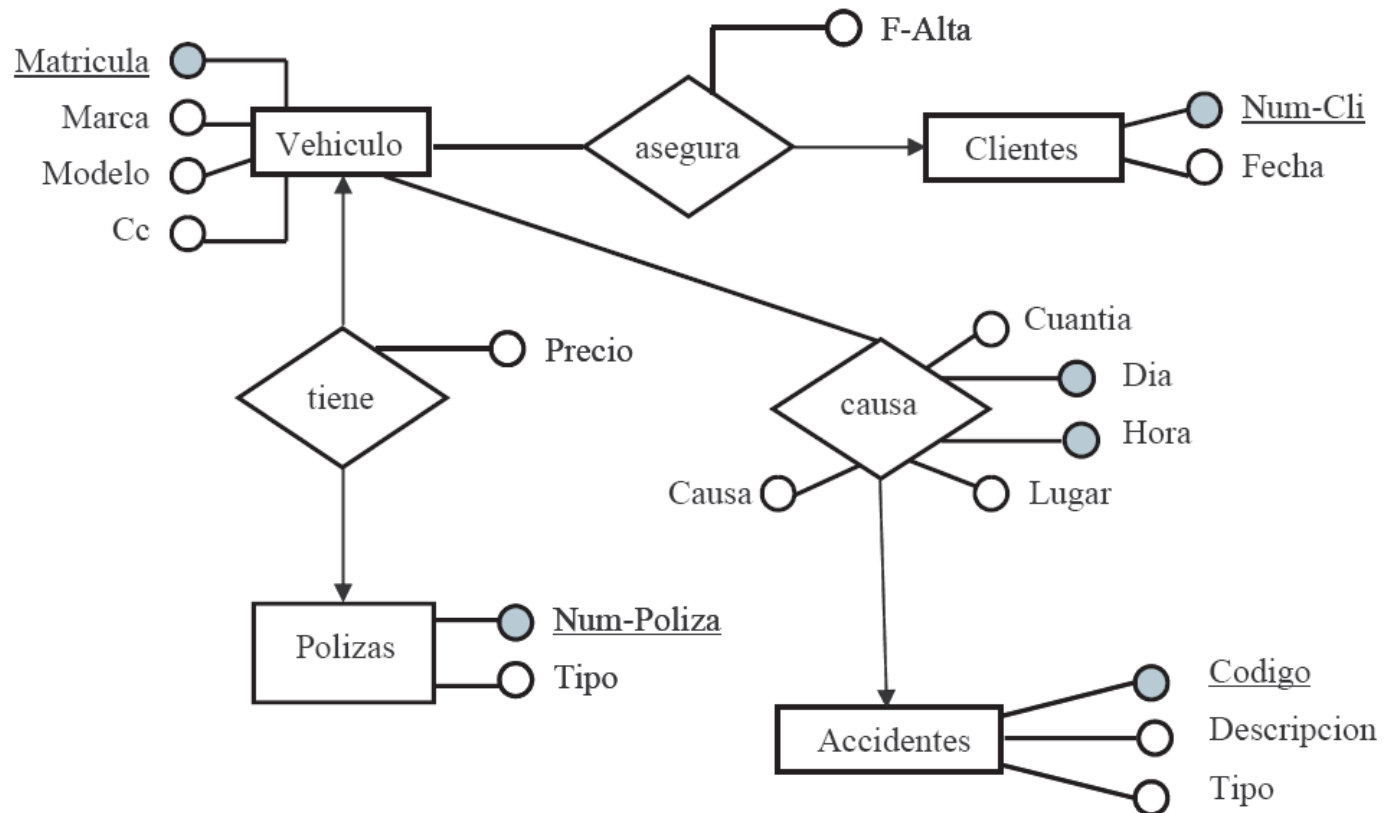 F-Alta
Matricula
Marca
Modelo
Cc
Vehiculo
asegura
Clientes
Num-Cli
Fecha
tiene
Precio
causa
Cuantia
Dia
Hora
Causa
Lugar
Polizas
Num-Poliza
Tipo
Accidentes
Codigo
Descripcion
Tipo